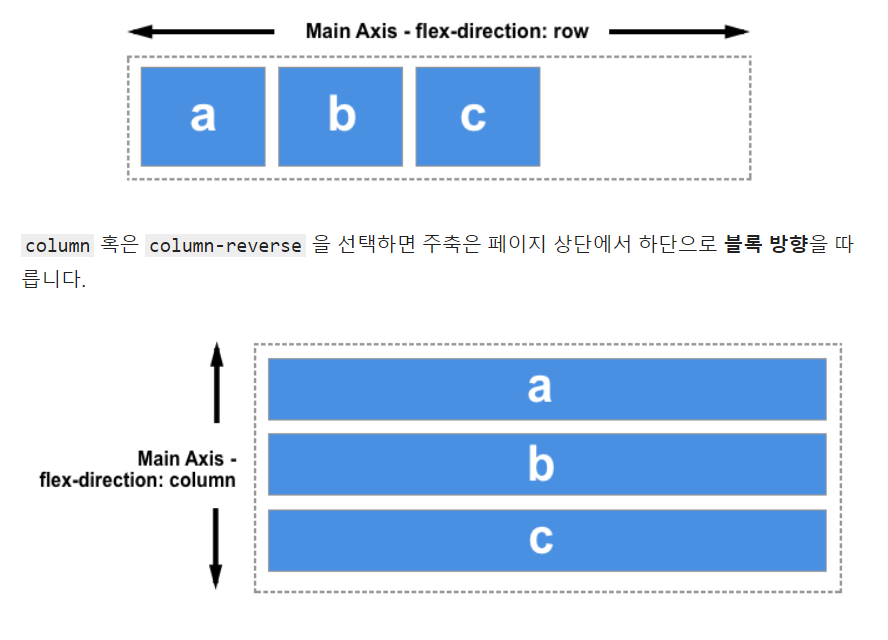 Main Axis - flex-direction: row
a b c
column 혹은 column-reverse 을 선택하면 주축은 페이지 상단에서 하단으로 블록 방향을 따
릅니다.
a
b
Main Axis -
flex-direction: column
c